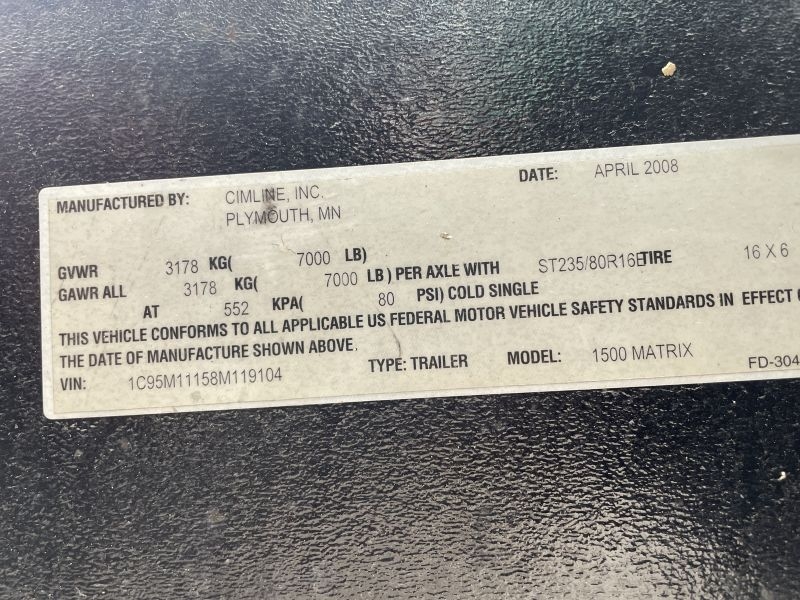 MANUFACTURED BY: CIMLINE, INC. DATE: APRIL 2008
PLYMOUTH, MN
GVWR 3178 KG( 7000 LB)
GAWR ALL 3178 KG( 7000 LB ) PER AXLE WITH ST235/80R16E TIRE 16 X 6
AT 552 KPA( 80 PSI) COLD SINGLE
THIS VEHICLE CONFORMS TO ALL APPLICABLE US FEDERAL MOTOR VEHICLE SAFETY STANDARDS IN EFFECT
THE DATE OF MANUFACTURE SHOWN ABOVE.
VIN: 1C95M11158M119104 TYPE: TRAILER MODEL: 1500 MATRIX
FD-304